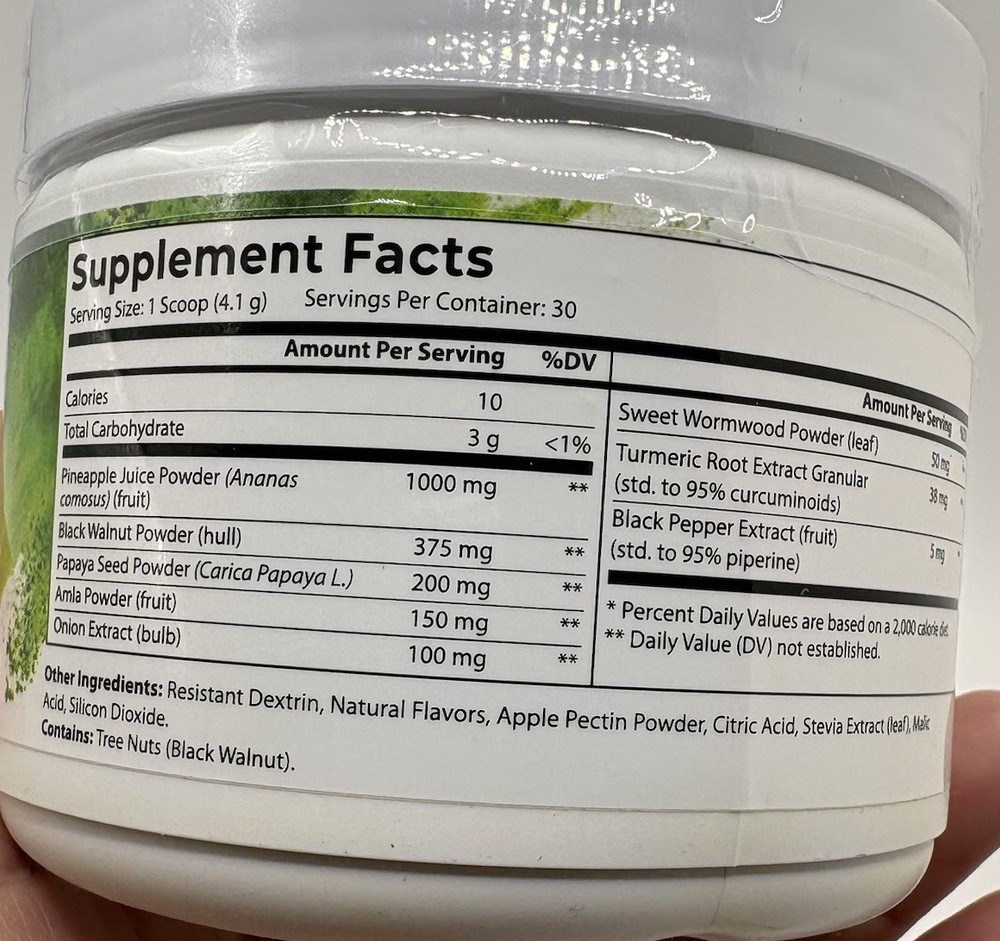 Supplement Facts
Serving Size: 1 Scoop (4.1 g) Servings Per Container: 30
Amount Per Serving %DV
Calories 10
Total Carbohydrate 3 g <1%
Pineapple Juice Powder (Ananas
comosus) (fruit) 1000 mg **
Black Walnut Powder (hull) 375 mg **
Papaya Seed Powder (Carica Papaya L.) 200 mg **
Amla Powder (fruit) 150 mg **
Onion Extract (bulb) 100 mg **
Amount Per Serving
Sweet Wormwood Powder (leaf) 50 mg
Turmeric Root Extract Granular
(std. to 95% curcuminoids) 38 mg
Black Pepper Extract (fruit)
(std. to 95% piperine) 5 mg
* Percent Daily Values are based on a 2,000 calorie diet.
** Daily Value (DV) not established.
Other Ingredients: Resistant Dextrin, Natural Flavors, Apple Pectin Powder, Citric Acid, Stevia Extract (leaf), Malic
Acid, Silicon Dioxide.
Contains: Tree Nuts (Black Walnut).